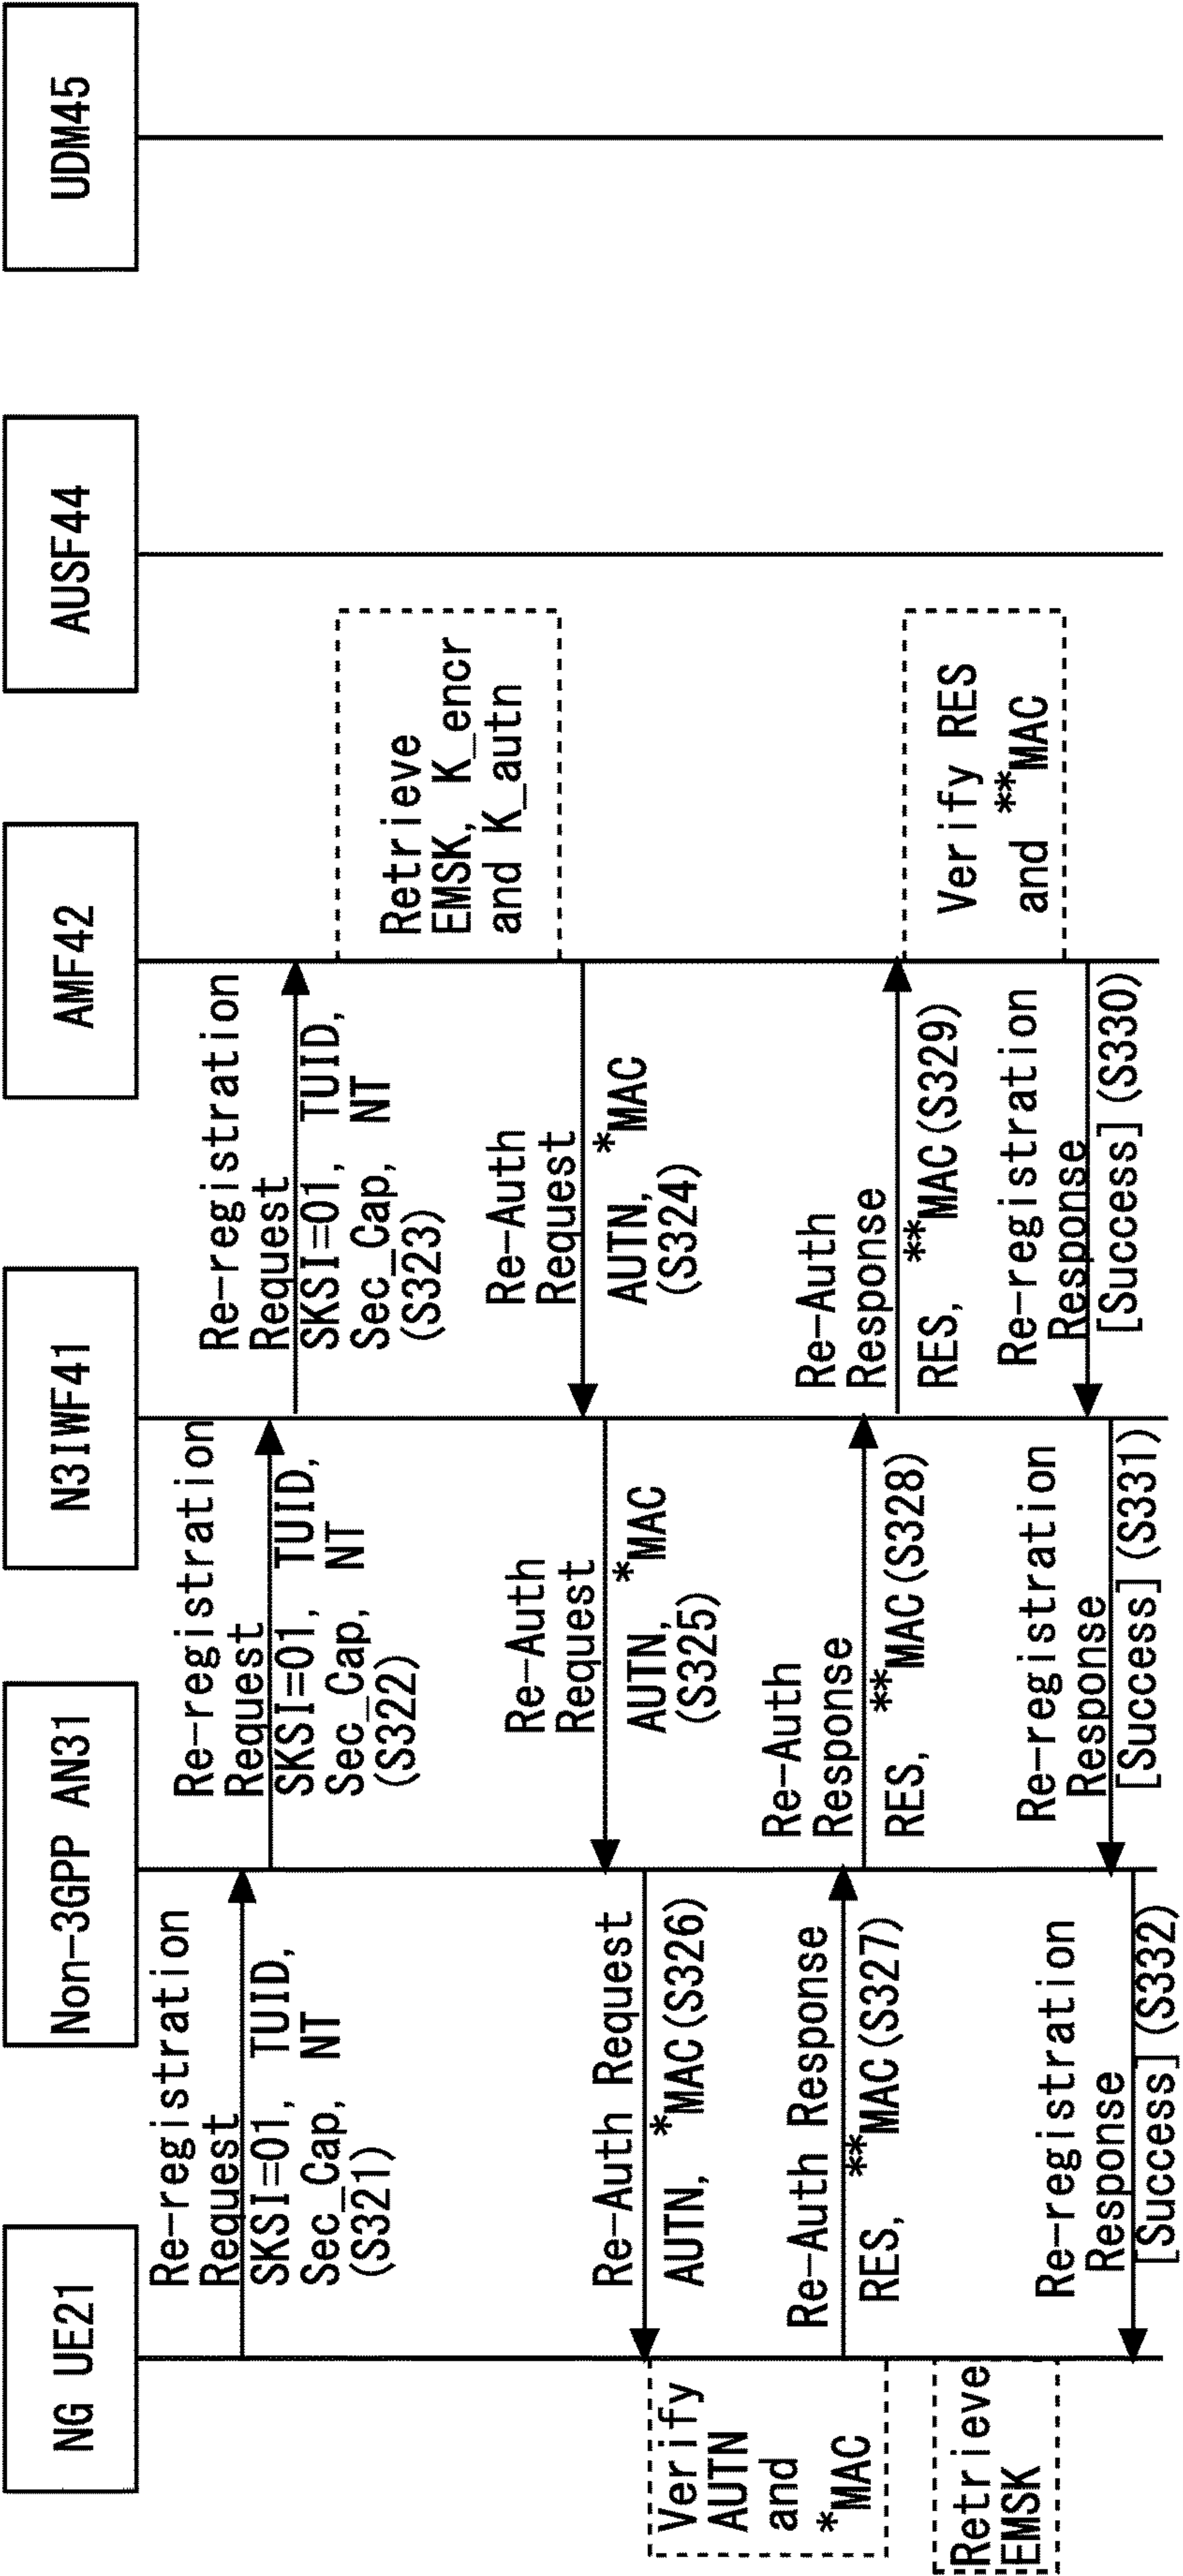 NG UE21
Non-3GPP AN31
N3IWF41
AMF42
AUSF44
UDM45
Re-registration
Request
SKSI=01, TUID,
Sec_Cap, NT
(S321)
Re-registration
Request
SKSI=01, TUID,
Sec_Cap, NT
(S322)
Re-registration
Request
SKSI=01, TUID,
Sec_Cap, NT
(S323)
Retrieve
EMSK, K_encr
and K_autn
Re-Auth
Request
AUTN, *MAC
(S324)
Re-Auth
Request
AUTN, *MAC
(S325)
Re-Auth Request
AUTN, *MAC(S326)
Verify
AUTN
and
*MAC
Re-Auth Response
RES, **MAC(S327)
Re-Auth
Response
RES, **MAC(S328)
Re-Auth
Response
RES, **MAC(S329)
Verify RES
and **MAC
Retrieve
EMSK
Re-registration
Response
[Success](S330)
Re-registration
Response
[Success](S331)
Re-registration
Response
[Success](S332)